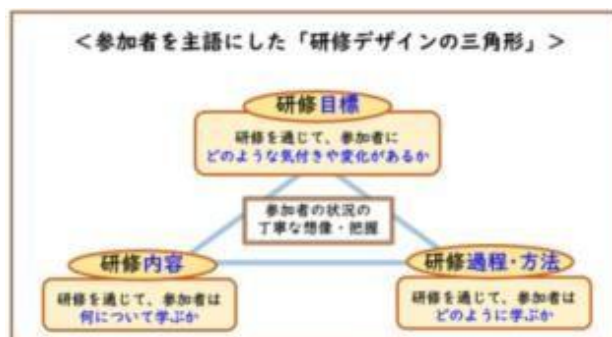 <参加者を主語にした「研修デザインの三角形」>
研修目標
研修を通じて、参加者に
どのような気付きや変化があるか
参加者の状況の
丁寧な想像・把握
研修内容
研修を通じて、参加者は
何について学ぶか
研修過程・方法
研修を通じて、参加者は
どのように学ぶか